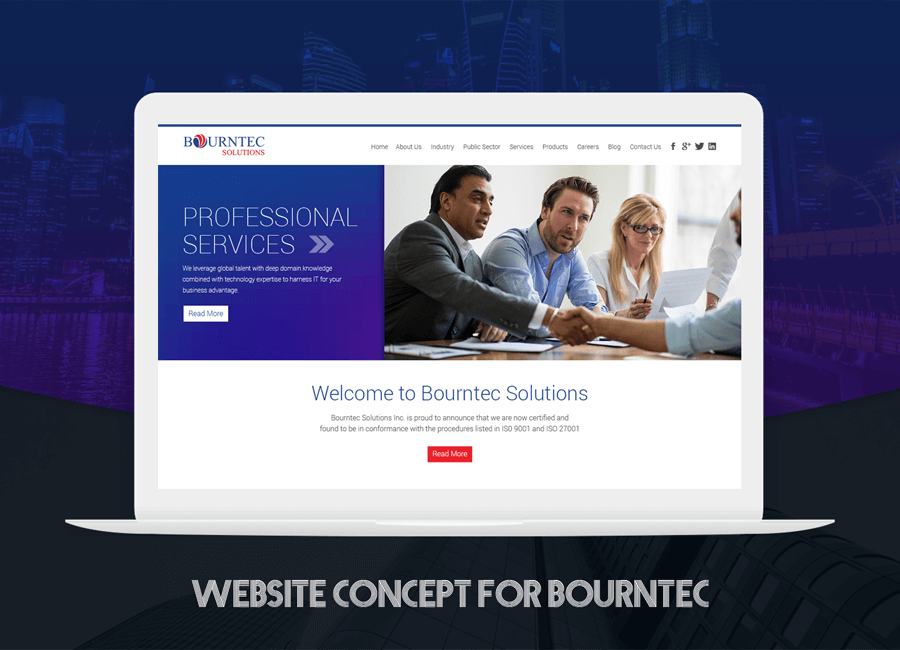 BOURNTEC
SOLUTIONS
Home About Us Industry Public Sector Services Products Careers Blog Contact Us
PROFESSIONAL
SERVICES
We leverage global talent with deep domain knowledge
combined with technology expertise to harness IT for your
business advantage.
Read More
Welcome to Bourntec Solutions
Bourntec Solutions Inc. is proud to announce that we are now certified and
found to be in conformance with the procedures listed in IS0 9001 and ISO 27001
Read More
WEBSITE CONCEPT FOR BOURNTEC